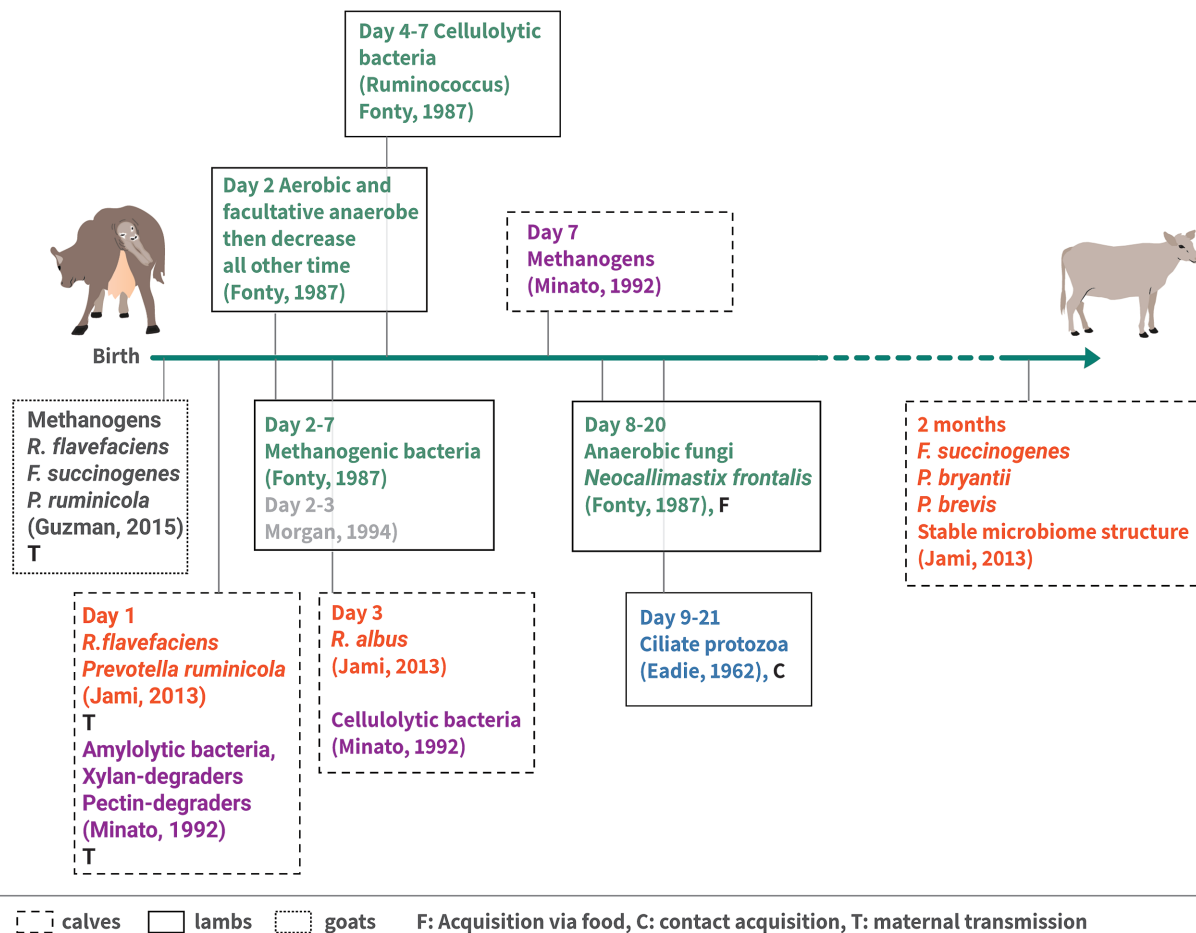 Day 4-7 Cellulolytic
bacteria
(Ruminococcus)
Fonty, 1987)
Day 2 Aerobic and
facultative anaerobe
then decrease
all other time
(Fonty, 1987)
Day 7
Methanogens
(Minato, 1992)
Birth
Methanogens
R. flavefaciens
F. succinogenes
P. ruminicola
(Guzman, 2015)
T
Day 2-7
Methanogenic bacteria
(Fonty, 1987)
Day 2-3
Morgan, 1994)
Day 8-20
Anaerobic fungi
Neocallimastix frontalis
(Fonty, 1987), F
2 months
F. succinogenes
P. bryantii
P. brevis
Stable microbiome structure
(Jami, 2013)
Day 1
R.flavefaciens
Prevotella ruminicola
(Jami, 2013)
T
Amylolytic bacteria,
Xylan-degraders
Pectin-degraders
(Minato, 1992)
T
Day 3
R. albus
(Jami, 2013)
Cellulolytic bacteria
(Minato, 1992)
Day 9-21
Ciliate protozoa
(Eadie, 1962), C
calves lambs goats F: Acquisition via food, C: contact acquisition, T: maternal transmission